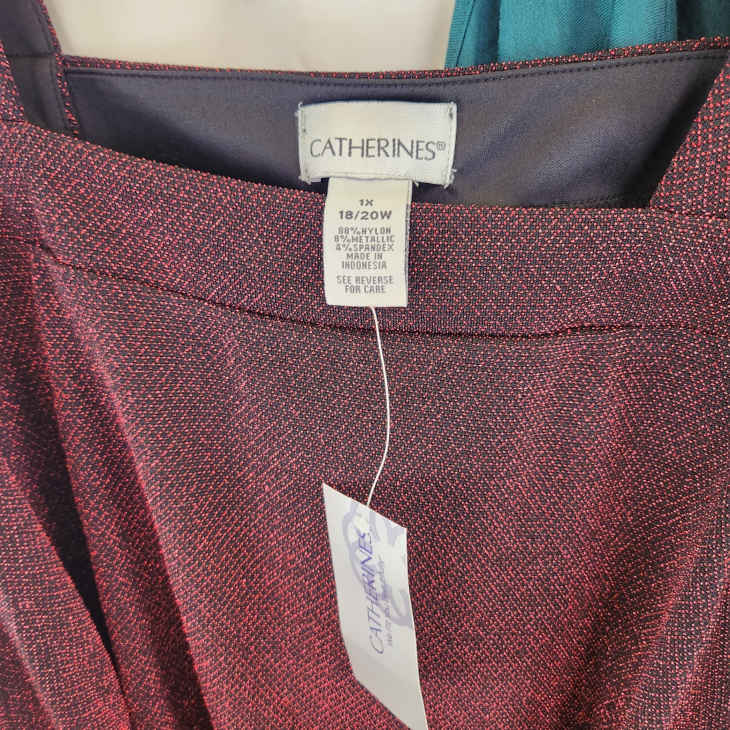 CATHERINES®
1X
18/20W
88%NYLON
8%METALLIC
4%SPANDEX
MADE IN
INDONESIA
SEE REVERSE
FOR CARE
CATHERINES